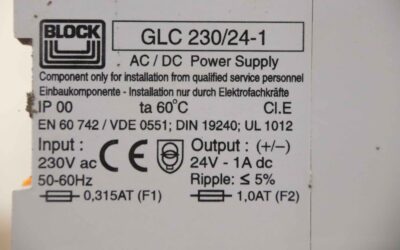 BLOCK
GLC 230/24-1
AC / DC Power Supply
Component only for installation from qualified service personnel
Einbaukomponente - Installation nur durch Elektrofachkräfte
IP 00 ta 60°C Cl.E
EN 60 742 / VDE 0551; DIN 19240; UL 1012
Input : Output : (+/−)
230V ac CE 24V - 1A dc
50-60Hz Ripple: ≤ 5%
0,315AT (F1) 1,0AT (F2)